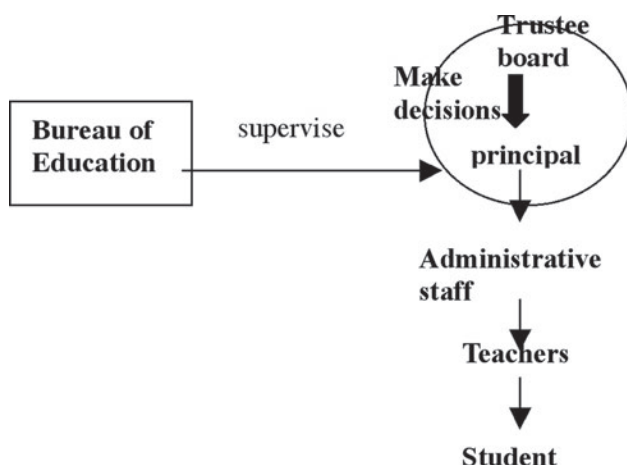 Trustee
board
Make
decisions
principal
Bureau of
Education
supervise
Administrative
staff
Teachers
Student